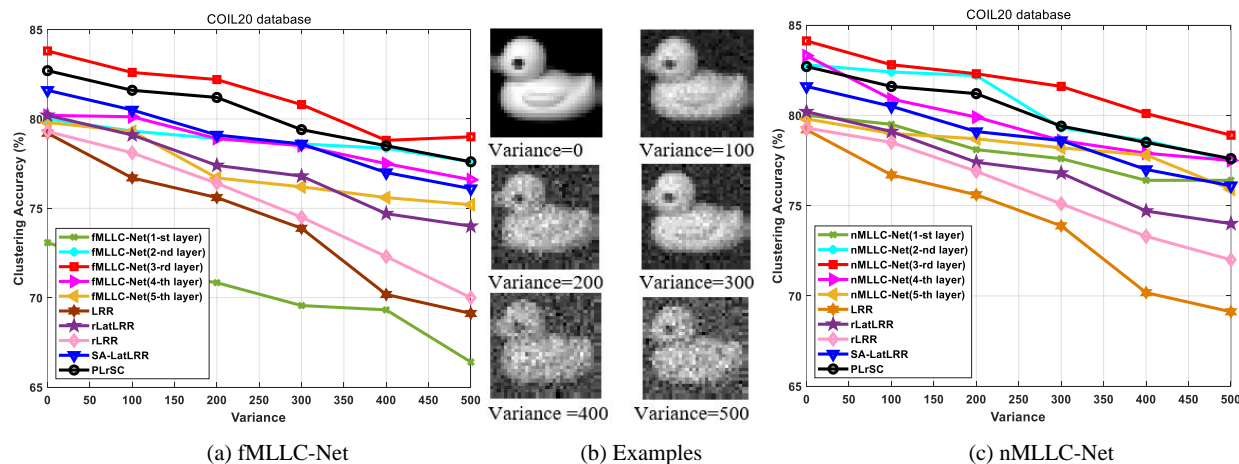 COIL20 database
85
80
75
70
65
Clustering Accuracy (%)
fMLLC-Net(1-st layer)
fMLLC-Net(2-nd layer)
fMLLC-Net(3-rd layer)
fMLLC-Net(4-th layer)
fMLLC-Net(5-th layer)
LRR
rLatLRR
rLRR
SA-LatLRR
PLrSC
0 50 100 150 200 250 300 350 400 450 500
Variance
(a) fMLLC-Net
Variance=0
Variance=100
Variance=200
Variance=300
Variance =400
Variance=500
(b) Examples
COIL20 database
85
80
75
70
65
Clustering Accuracy (%)
nMLLC-Net(1-st layer)
nMLLC-Net(2-nd layer)
nMLLC-Net(3-rd layer)
nMLLC-Net(4-th layer)
nMLLC-Net(5-th layer)
LRR
rLatLRR
rLRR
SA-LatLRR
PLrSC
0 50 100 150 200 250 300 350 400 450 500
Variance
(c) nMLLC-Net